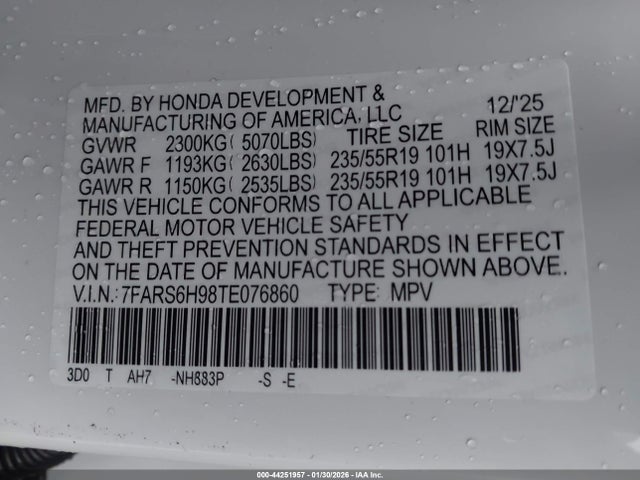 MFD. BY HONDA DEVELOPMENT &
MANUFACTURING OF AMERICA, LLC 12/'25
GVWR 2300KG ( 5070LBS) TIRE SIZE RIM SIZE
GAWR F 1193KG ( 2630LBS) 235/55R19 101H 19X7.5J
GAWR R 1150KG ( 2535LBS) 235/55R19 101H 19X7.5J
THIS VEHICLE CONFORMS TO ALL APPLICABLE
FEDERAL MOTOR VEHICLE SAFETY
AND THEFT PREVENTION STANDARDS IN EFFECT
ON THE DATE OF MANUFACTURE SHOWN ABOVE.
V.I.N.: 7FARS6H98TE076860 TYPE: MPV
3D0 T AH7 -NH883P -S -E
000-44251957 - 01/30/2026 - IAA Inc.